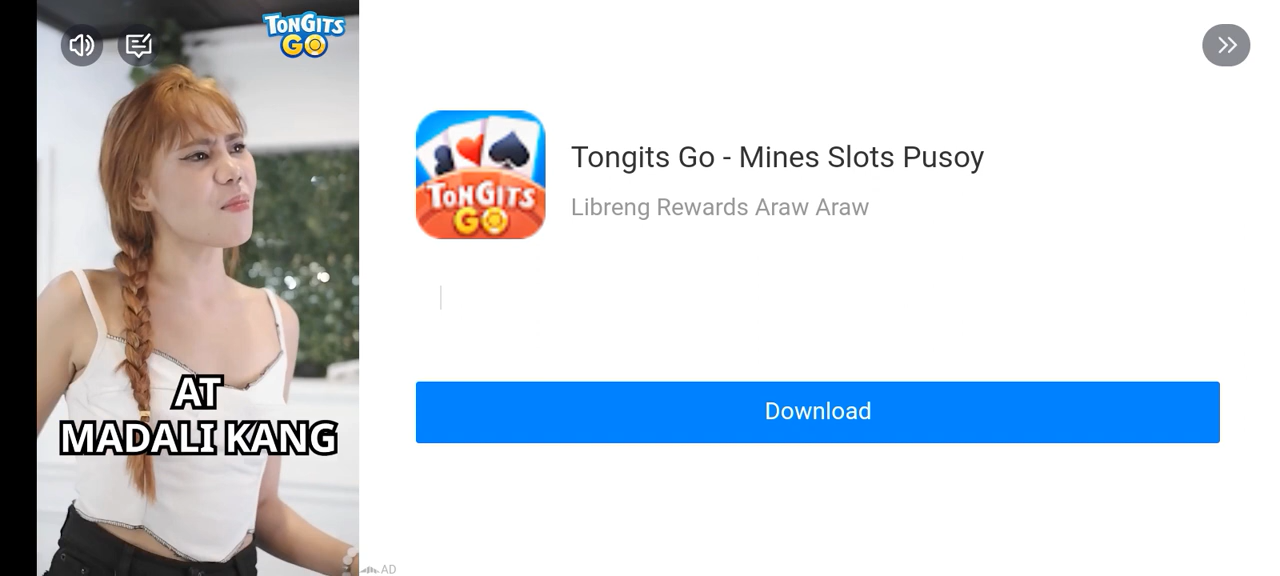 TONGITS
GO
TONGITS
GO
Tongits Go - Mines Slots Pusoy
Libreng Rewards Araw Araw
Download
AT
MADALI KANG
AD